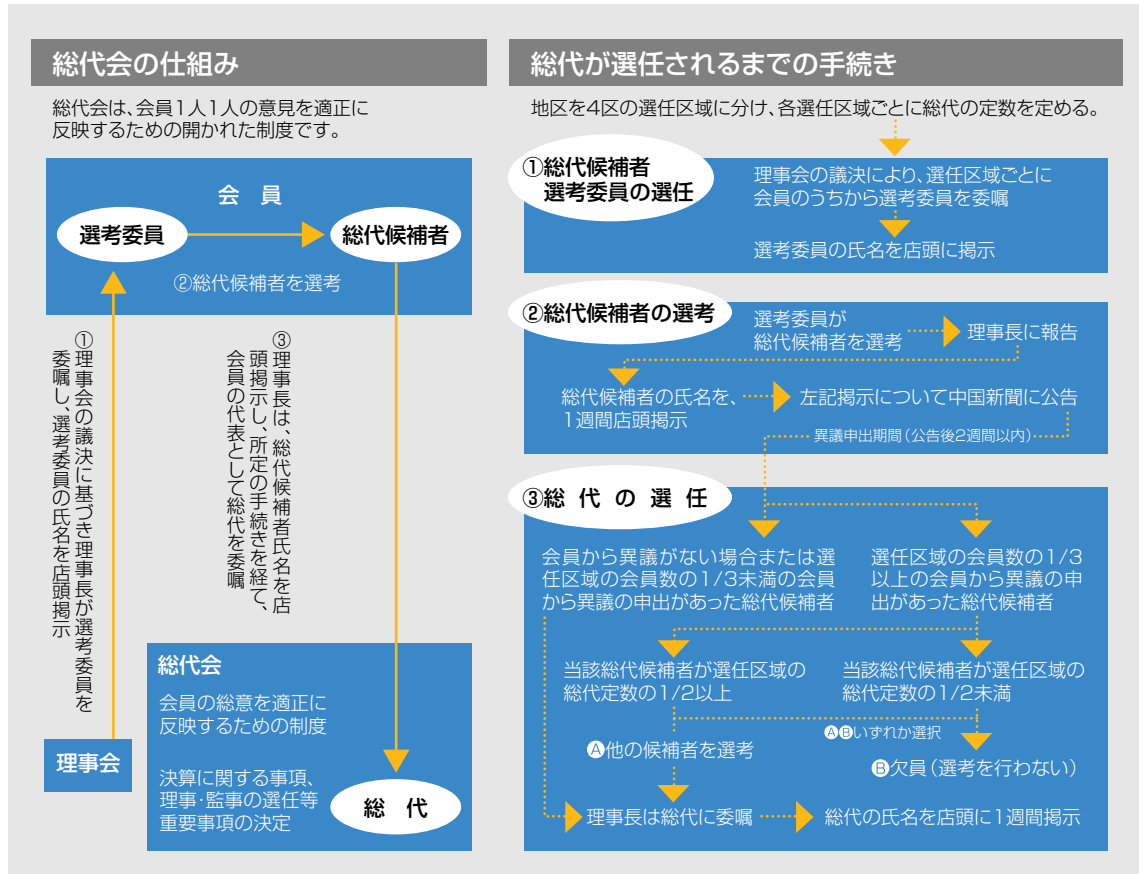 総代会の仕組み
総代会は、会員1人1人の意見を適正に
反映するための開かれた制度です。
会 員
選考委員
総代候補者
②総代候補者を選考
①理事会の議決に基づき理事長が選考委員を
委嘱し、選考委員の氏名を店頭掲示
③理事長は、総代候補者氏名を店
頭掲示し、所定の手続きを経て、
会員の代表として総代を委嘱
理事会
総代会
会員の総意を適正に
反映するための制度
決算に関する事項、
理事・監事の選任等
重要事項の決定
総 代
総代が選任されるまでの手続き
地区を4区の選任区域に分け、各選任区域ごとに総代の定数を定める。
①総代候補者
選考委員の選任
理事会の議決により、選任区域ごとに
会員のうちから選考委員を委嘱
選考委員の氏名を店頭に掲示
②総代候補者の選考
選考委員が
総代候補者を選考
理事長に報告
総代候補者の氏名を、
1週間店頭掲示
左記掲示について中国新聞に公告
異議申出期間(公告後2週間以内)
③総 代 の 選 任
会員から異議がない場合または選
任区域の会員数の1/3未満の会員
から異議の申出があった総代候補者
選任区域の会員数の1/3
以上の会員から異議の申
出があった総代候補者
当該総代候補者が選任区域の
総代定数の1/2以上
当該総代候補者が選任区域の
総代定数の1/2未満
ⒶⒷいずれか選択
Ⓐ他の候補者を選考
Ⓑ欠員(選考を行わない)
理事長は総代に委嘱
総代の氏名を店頭に1週間掲示